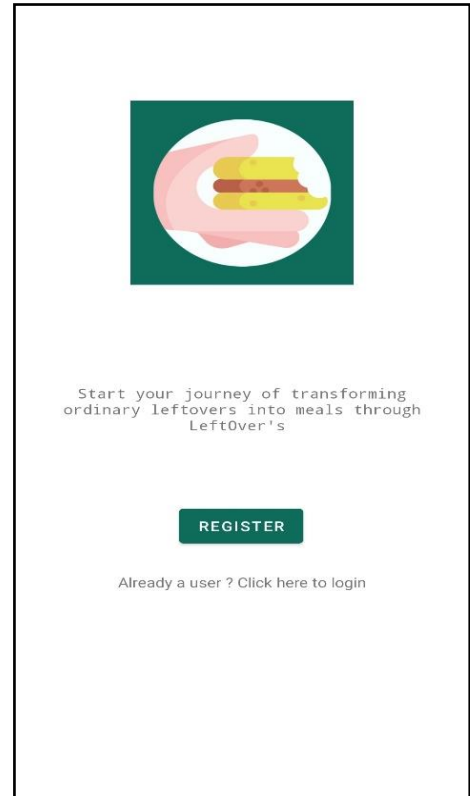 Start your journey of transforming
ordinary leftovers into meals through
LeftOver's
REGISTER
Already a user ? Click here to login